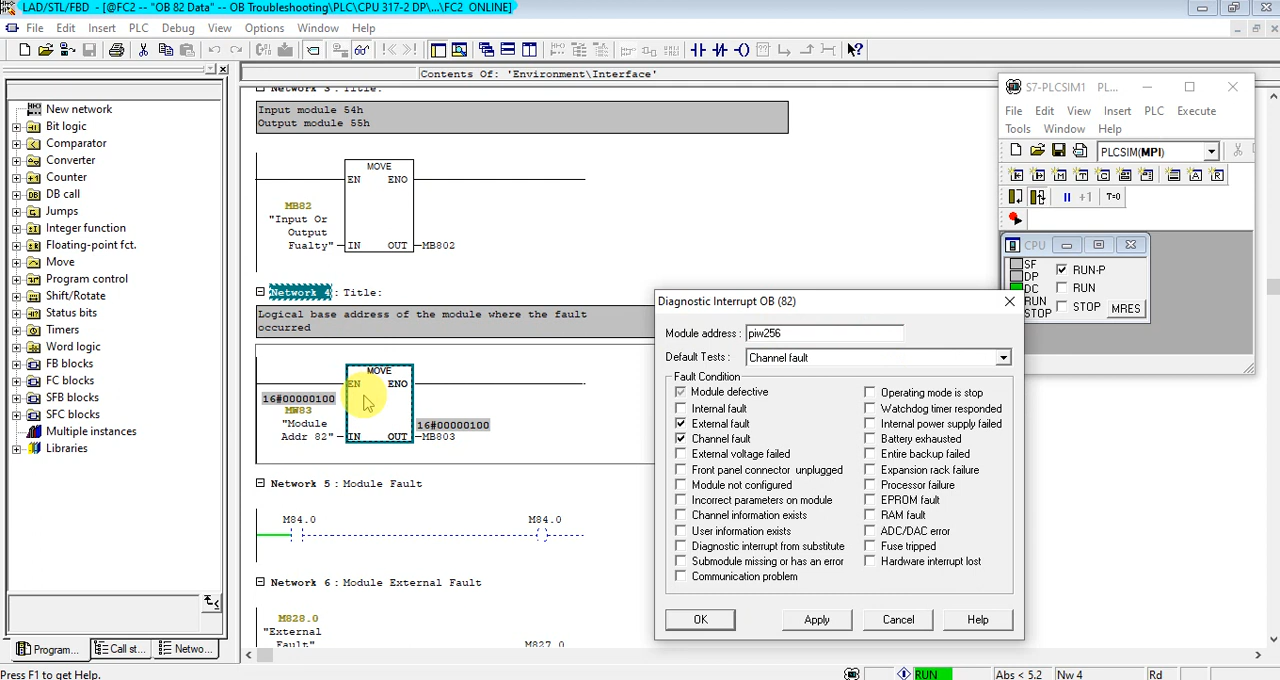 LAD/STL/FBD - [@FC2 -- "OB 82 Data" -- OB Troubleshooting\PLC\CPU 317-2 DP\...\FC2 ONLINE]
File Edit Insert PLC Debug View Options Window Help
Contents Of: 'Environment\Interface'
New network
Bit logic
Comparator
Converter
Counter
DB call
Jumps
Integer function
Floating-point fct.
Move
Program control
Shift/Rotate
Status bits
Timers
Word logic
FB blocks
FC blocks
SFB blocks
SFC blocks
Multiple instances
Libraries
Program...
Call st...
Netwo...
Network 3 : Title:
Input module 54h
Output module 55h
MOVE
EN ENO
MB82
"Input Or
Output
Fualty"
IN OUT
MB802
Network 4 : Title:
Logical base address of the module where the fault
occurred
MOVE
EN ENO
16#00000100
MW83
"Module
Addr 82"
IN OUT
16#00000100
MB803
Network 5 : Module Fault
M84.0 M84.0
Network 6 : Module External Fault
M828.0
"External
Fault"
M827.0
S7-PLCSIM1 PL...
File Edit View Insert PLC Execute
Tools Window Help
PLCSIM(MPI)
+1
T=0
CPU
SF
DP
DC
RUN
STOP
RUN-P
RUN
STOP
MRES
Diagnostic Interrupt OB (82)
Module address : piw256
Default Tests : Channel fault
Fault Condition
Module defective
Internal fault
External fault
Channel fault
External voltage failed
Front panel connector unplugged
Module not configured
Incorrect parameters on module
Channel information exists
User information exists
Diagnostic interrupt from substitute
Submodule missing or has an error
Communication problem
Operating mode is stop
Watchdog timer responded
Internal power supply failed
Battery exhausted
Entire backup failed
Expansion rack failure
Processor failure
EPROM fault
RAM fault
ADC/DAC error
Fuse tripped
Hardware interrupt lost
OK Apply Cancel Help
Press F1 to get Help.
RUN
Abs < 5.2
Nw 4
Rd